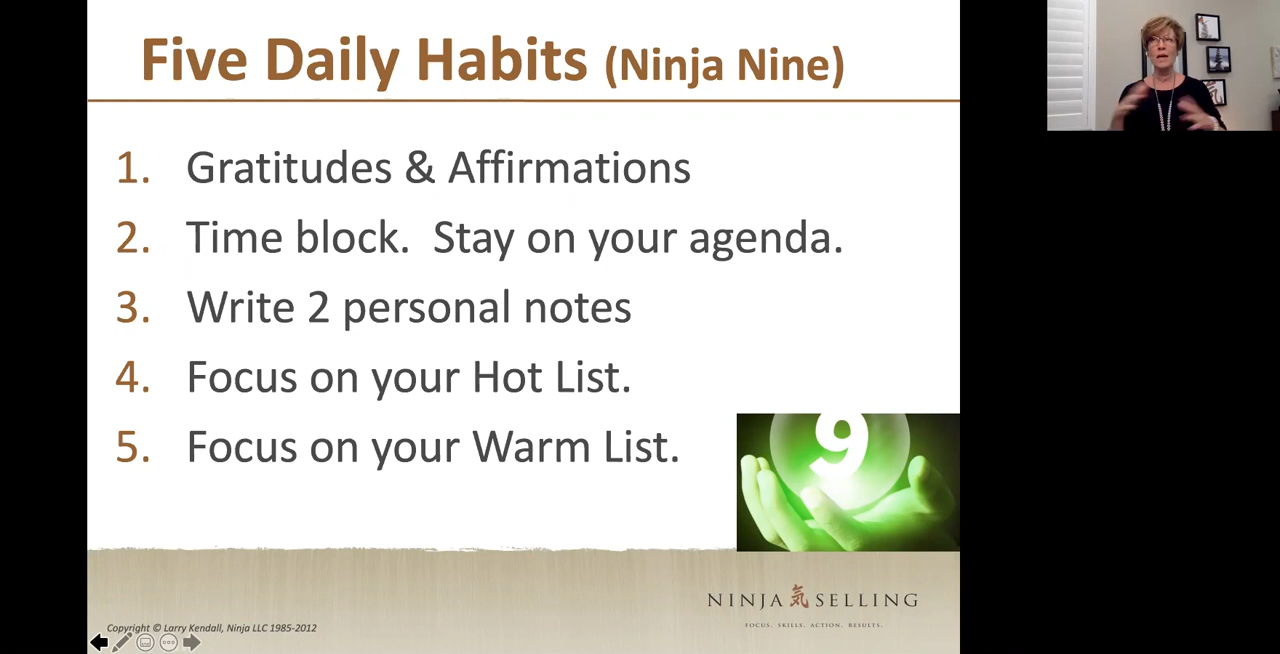 Five Daily Habits (Ninja Nine)
1. Gratitudes & Affirmations
2. Time block. Stay on your agenda.
3. Write 2 personal notes
4. Focus on your Hot List.
5. Focus on your Warm List.
9
NINJA 気 SELLING
FOCUS. SKILLS. ACTION. RESULTS.
Copyright © Larry Kendall, Ninja LLC 1985-2012